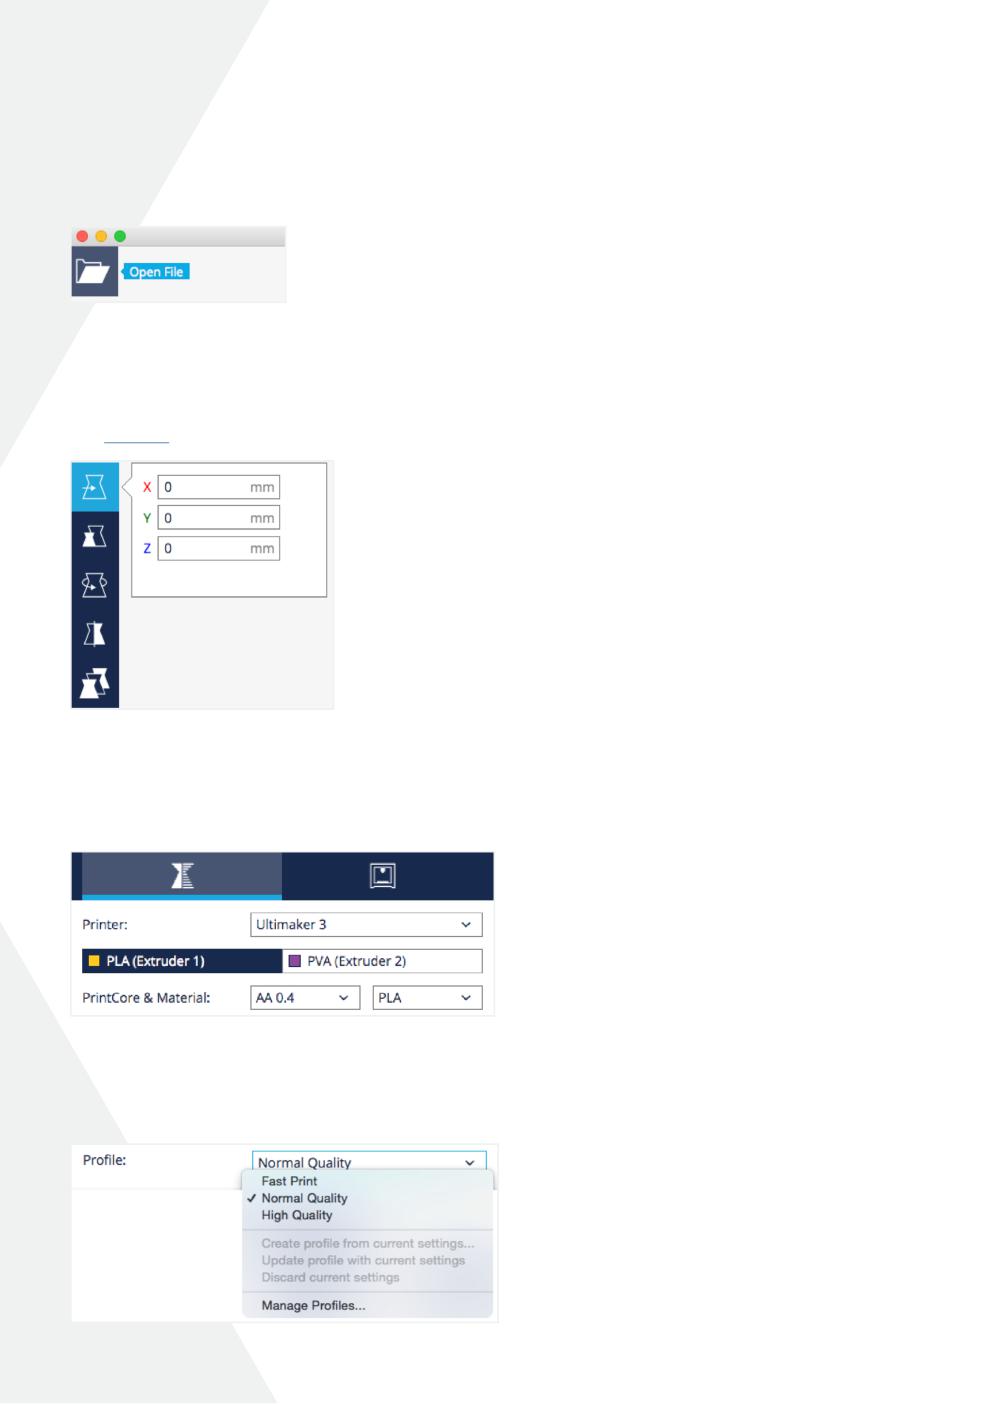 Open File
X 0 mm
Y 0 mm
Z 0 mm
Printer: Ultimaker 3
PLA (Extruder 1) PVA (Extruder 2)
PrintCore & Material: AA 0.4 PLA
Profile: Normal Quality
Fast Print
✓ Normal Quality
High Quality
Create profile from current settings...
Update profile with current settings
Discard current settings
Manage Profiles...